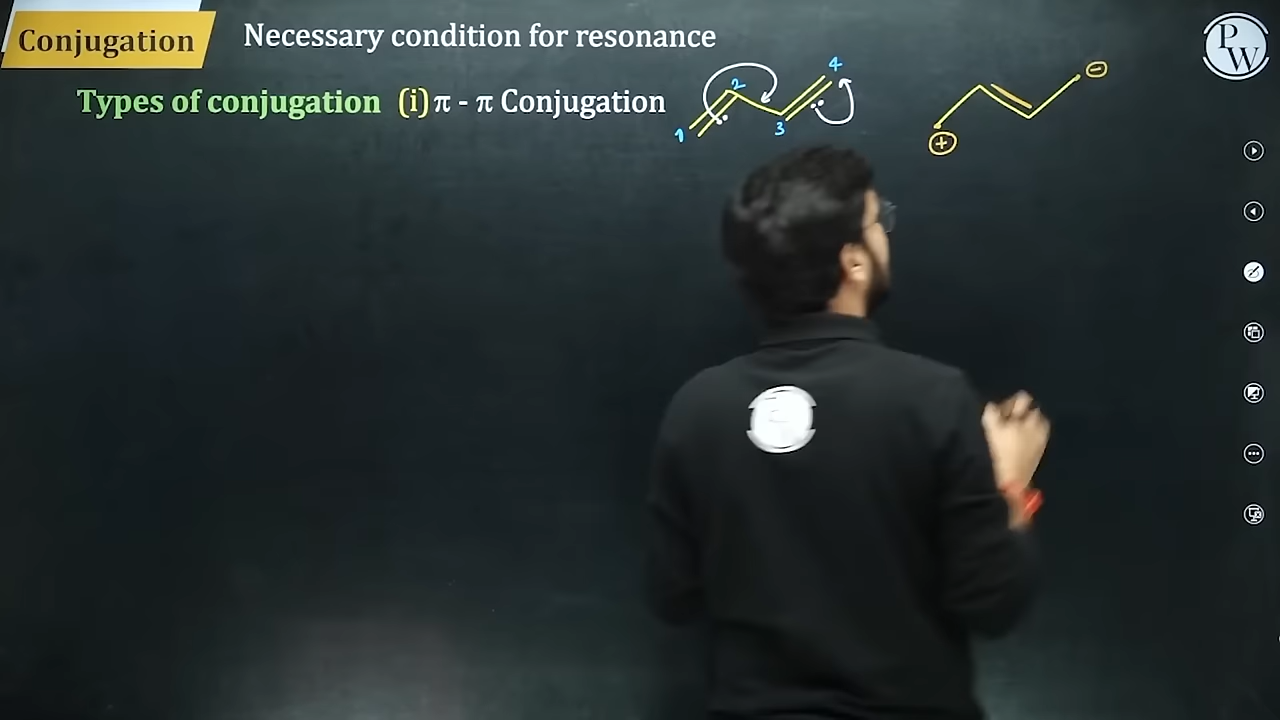 Conjugation Necessary condition for resonance
Types of conjugation (i) π - π Conjugation
1 2 3 4 + −
PW